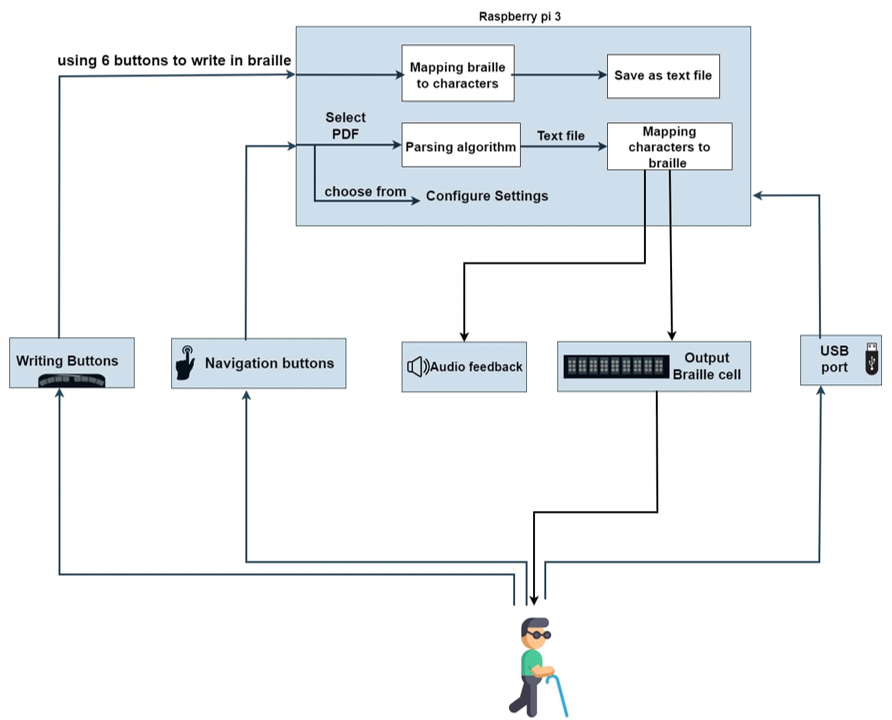 Raspberry pi 3
using 6 buttons to write in braille
Mapping braille
to characters
Save as text file
Select
PDF
Parsing algorithm
Text file
Mapping
characters to
braille
choose from
Configure Settings
Writing Buttons
Navigation buttons
Audio feedback
Output
Braille cell
USB
port